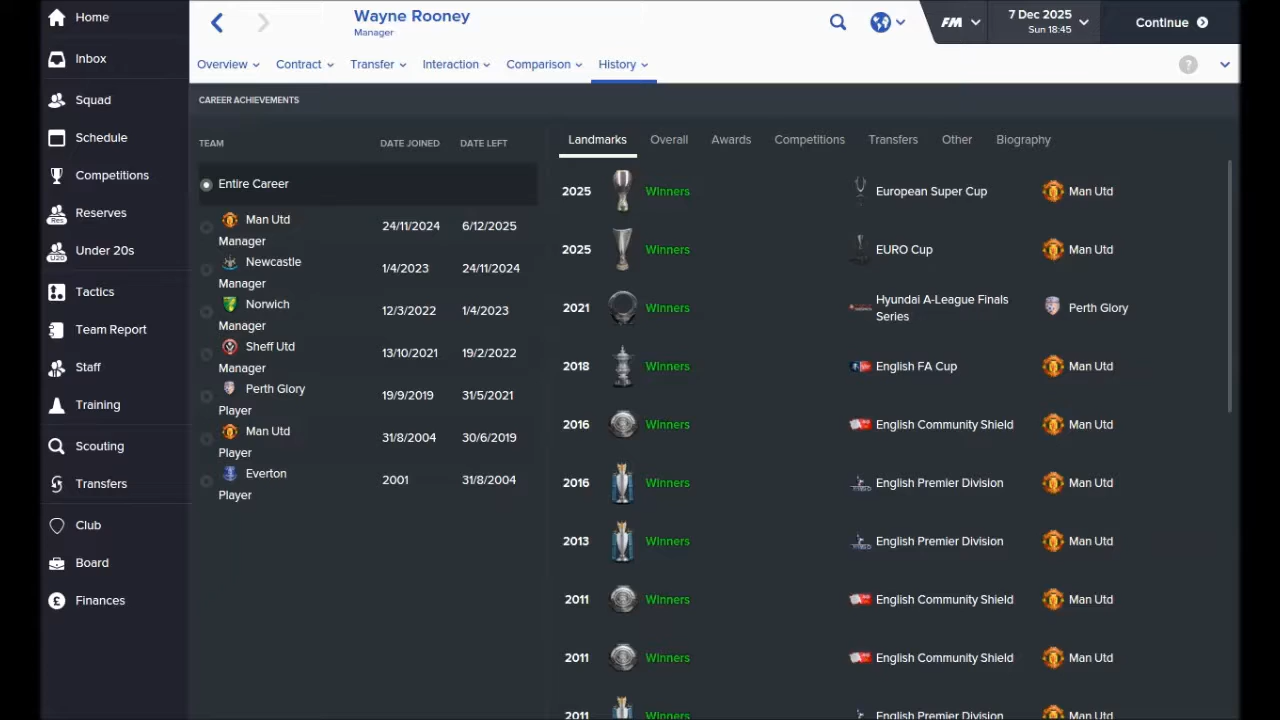 Home
Inbox
Squad
Schedule
Competitions
Reserves
Under 20s
Tactics
Team Report
Staff
Training
Scouting
Transfers
Club
Board
Finances
Wayne Rooney
Manager
FM
7 Dec 2025
Sun 18:45
Continue
Overview Contract Transfer Interaction Comparison History
?
CAREER ACHIEVEMENTS
TEAM DATE JOINED DATE LEFT
Entire Career
Man Utd
Manager 24/11/2024 6/12/2025
Newcastle
Manager 1/4/2023 24/11/2024
Norwich
Manager 12/3/2022 1/4/2023
Sheff Utd
Manager 13/10/2021 19/2/2022
Perth Glory
Player 19/9/2019 31/5/2021
Man Utd
Player 31/8/2004 30/6/2019
Everton
Player 2001 31/8/2004
Landmarks Overall Awards Competitions Transfers Other Biography
2025 Winners European Super Cup Man Utd
2025 Winners EURO Cup Man Utd
2021 Winners Hyundai A-League Finals
Series Perth Glory
2018 Winners English FA Cup Man Utd
2016 Winners English Community Shield Man Utd
2016 Winners English Premier Division Man Utd
2013 Winners English Premier Division Man Utd
2011 Winners English Community Shield Man Utd
2011 Winners English Community Shield Man Utd
2011 Winners English Premier Division Man Utd